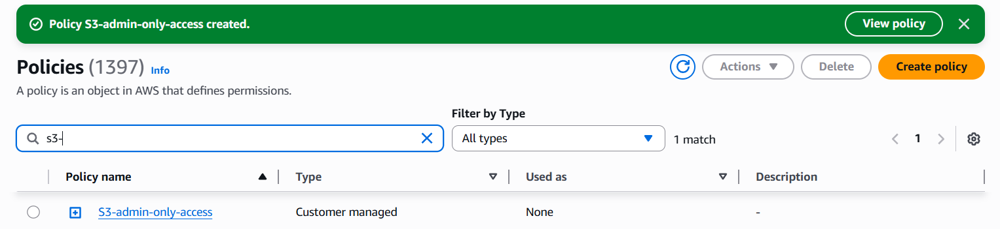 Policy S3-admin-only-access created.
View policy
Policies (1397) Info
Actions
Delete
Create policy
A policy is an object in AWS that defines permissions.
Filter by Type
s3-
All types
1 match
1
Policy name
Type
Used as
Description
S3-admin-only-access
Customer managed
None
-